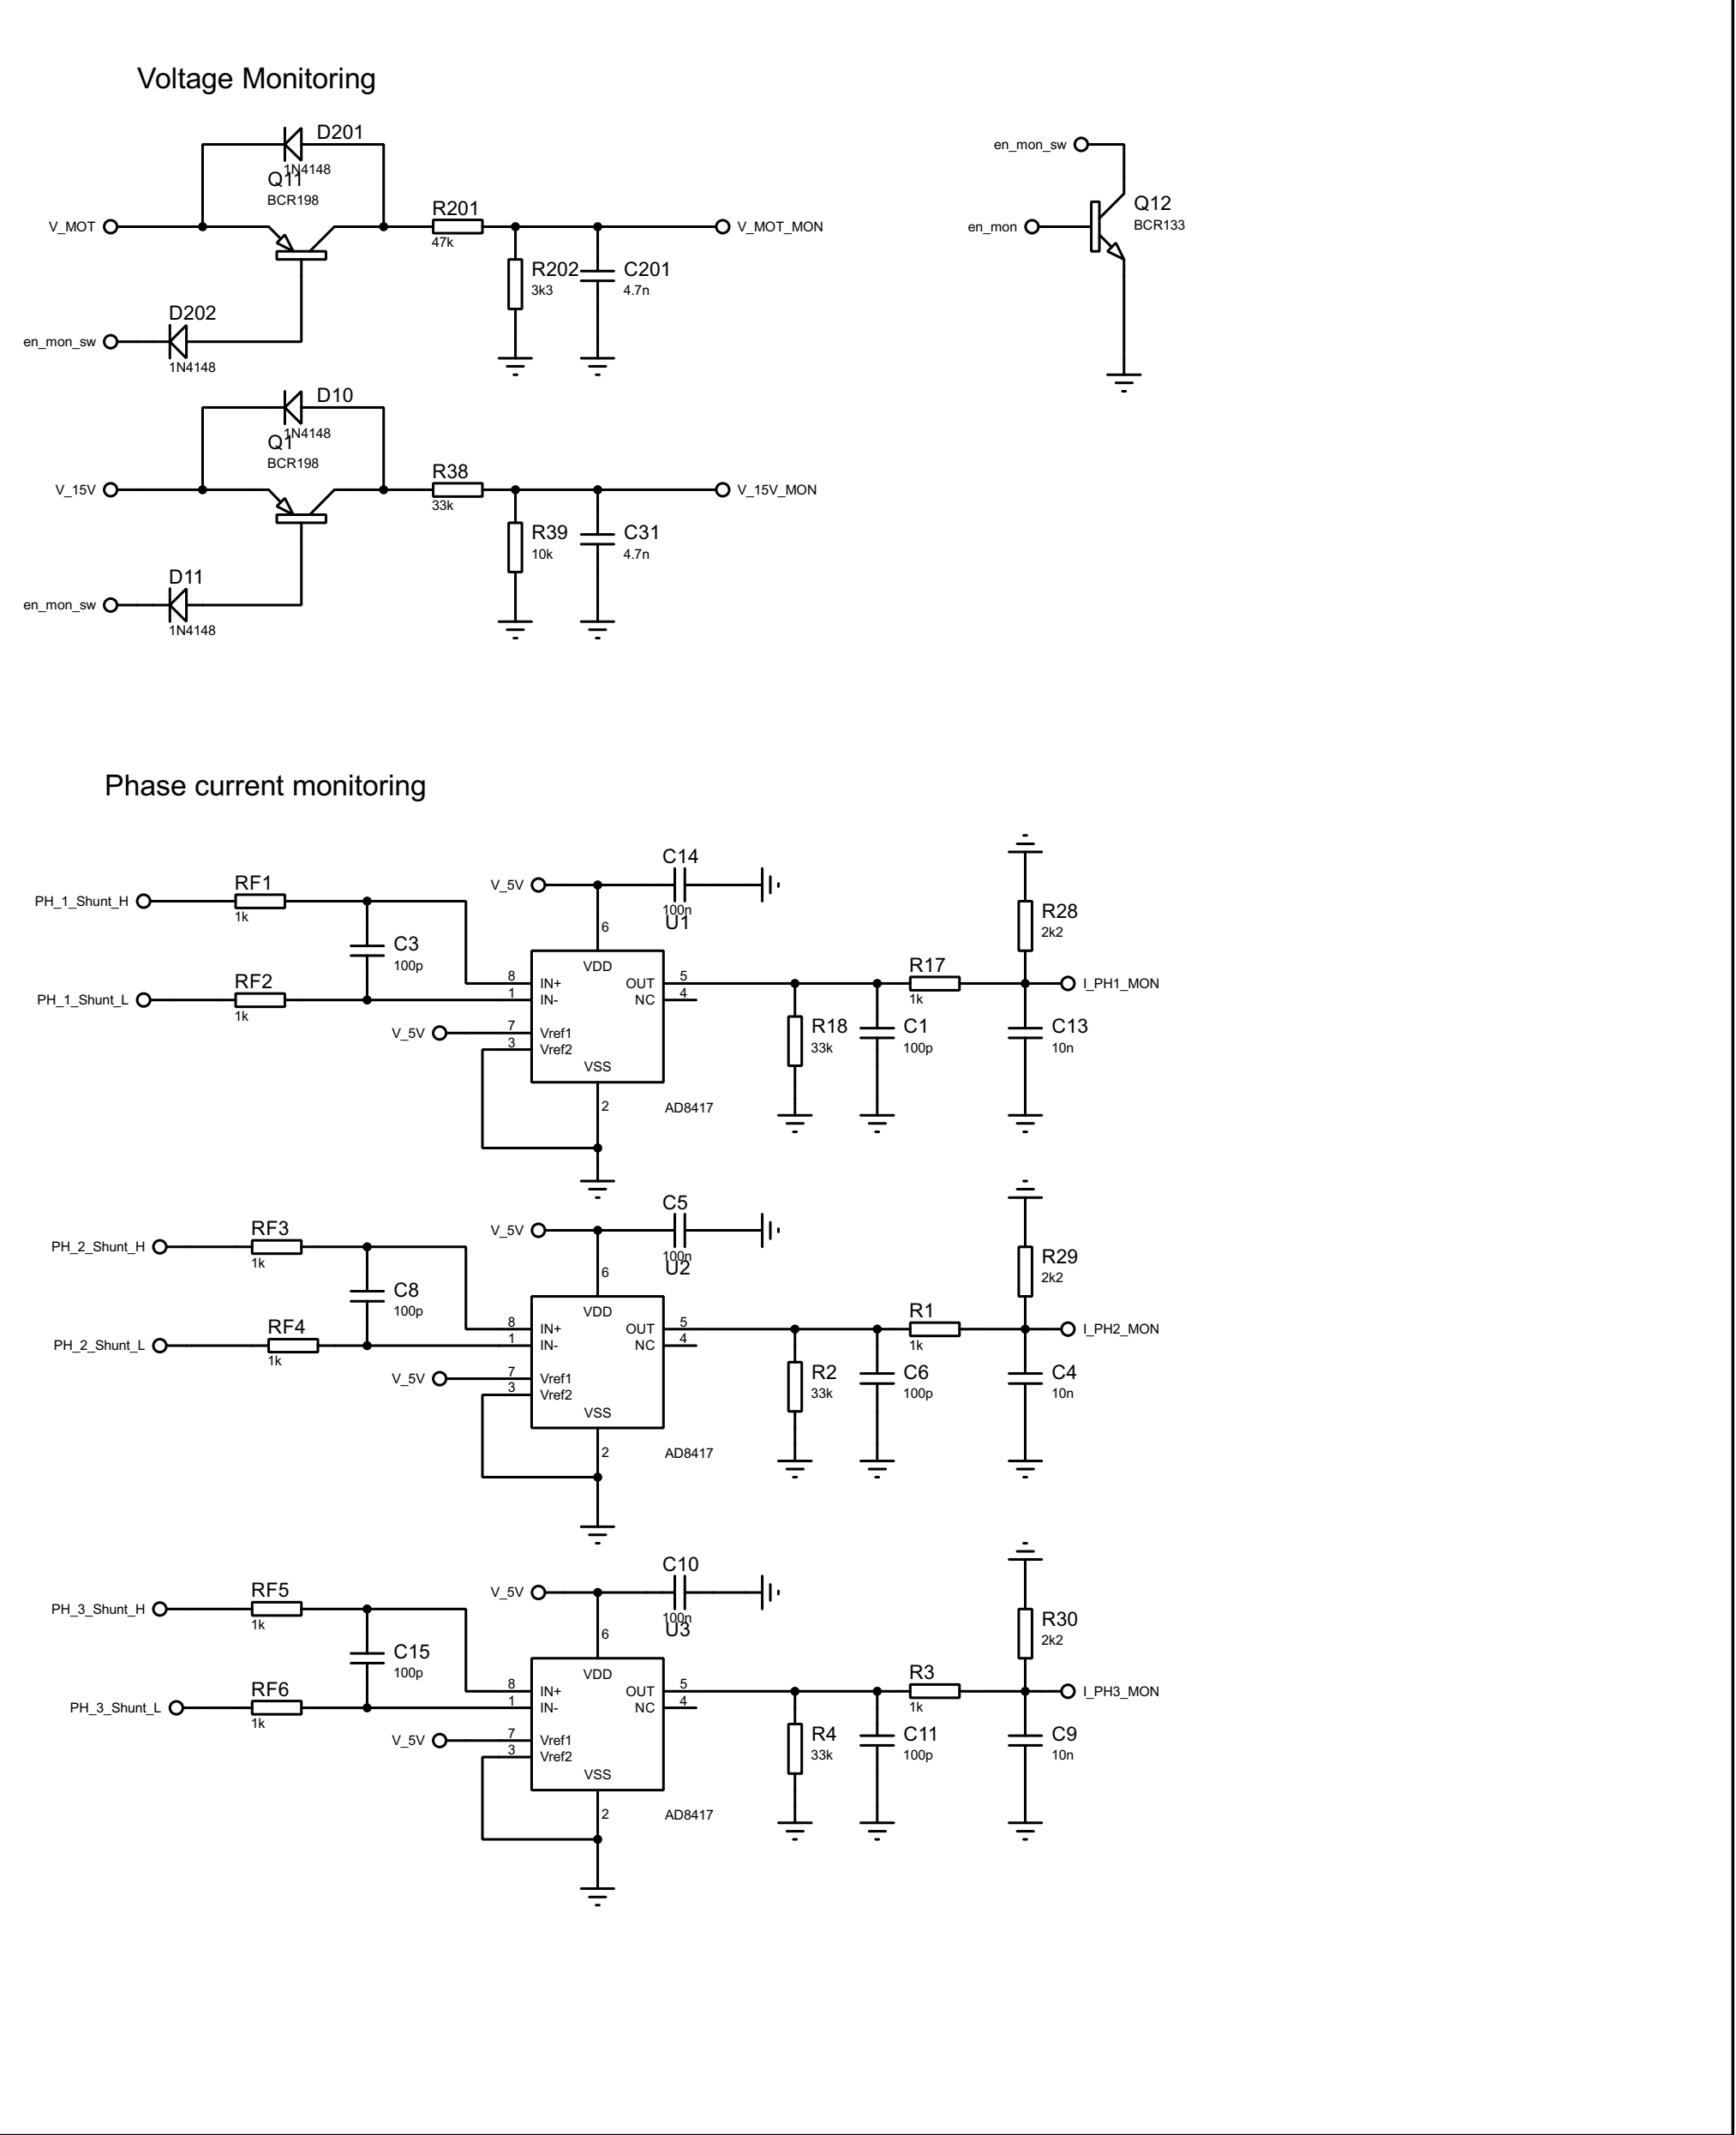 Voltage Monitoring
D201
1N4148
Q11
BCR198
V_MOT
R201
47k
V_MOT_MON
R202
3k3
C201
4.7n
D202
en_mon_sw
1N4148
en_mon_sw
Q12
BCR133
en_mon
D10
1N4148
Q1
BCR198
V_15V
R38
33k
V_15V_MON
R39
10k
C31
4.7n
D11
en_mon_sw
1N4148
Phase current monitoring
PH_1_Shunt_H
RF1
1k
C3
100p
PH_1_Shunt_L
RF2
1k
V_5V
C14
100n
U1
6
VDD
8
IN+
1
IN-
V_5V
7
Vref1
3
Vref2
VSS
2
OUT
5
NC
4
AD8417
R18
33k
C1
100p
R17
1k
R28
2k2
I_PH1_MON
C13
10n
PH_2_Shunt_H
RF3
1k
C8
100p
PH_2_Shunt_L
RF4
1k
V_5V
C5
100n
U2
6
VDD
8
IN+
1
IN-
V_5V
7
Vref1
3
Vref2
VSS
2
OUT
5
NC
4
AD8417
R2
33k
C6
100p
R1
1k
R29
2k2
I_PH2_MON
C4
10n
PH_3_Shunt_H
RF5
1k
C15
100p
PH_3_Shunt_L
RF6
1k
V_5V
C10
100n
U3
6
VDD
8
IN+
1
IN-
V_5V
7
Vref1
3
Vref2
VSS
2
OUT
5
NC
4
AD8417
R4
33k
C11
100p
R3
1k
R30
2k2
I_PH3_MON
C9
10n